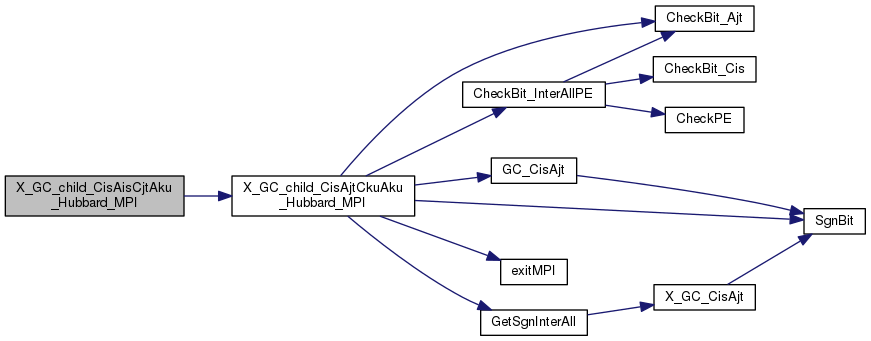 X_GC_child_CisAisCjtAku
_Hubbard_MPI
X_GC_child_CisAjtCkuAku
_Hubbard_MPI
CheckBit_Ajt
CheckBit_InterAllPE
CheckBit_Cis
CheckPE
GC_CisAjt
SgnBit
exitMPI
GetSgnInterAll
X_GC_CisAjt